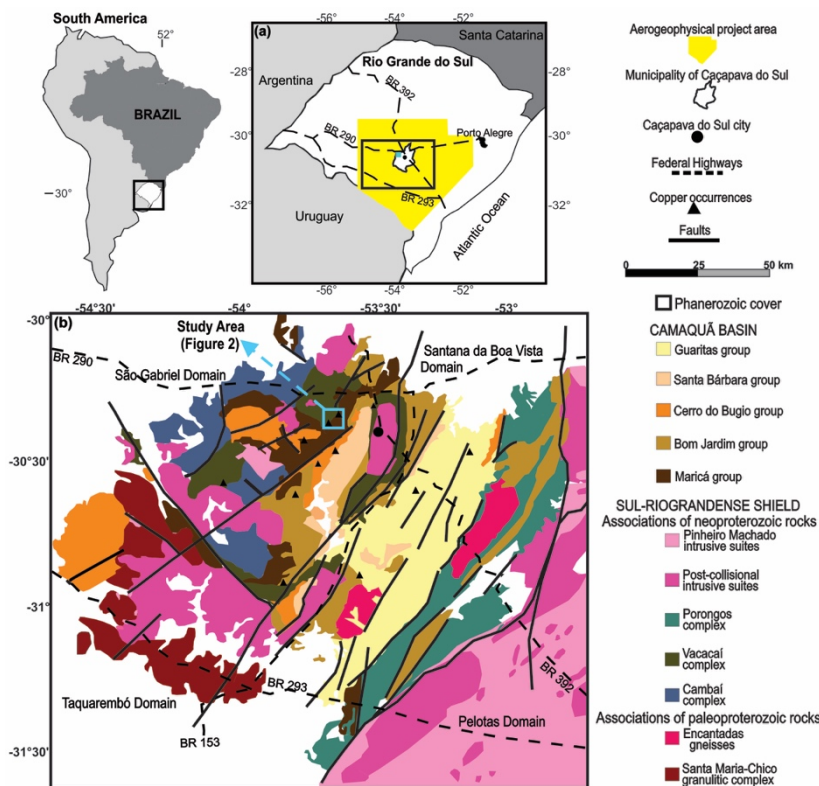 South America
52°
BRAZIL
30°
(a)
-56°
-54°
-52°
Santa Catarina
-28°
Rio Grande do Sul
Argentina
BR 392
-30°
BR 290
Porto Alegre
-32°
BR 293
Uruguay
Atlantic Ocean
-56°
-54°
-52°
Aerogeophysical project area
Municipality of Caçapava do Sul
Caçapava do Sul city
Federal Highways
Copper occurrences
Faults
0 25 50 km
Phanerozoic cover
CAMAQUÃ BASIN
Guaritas group
Santa Bárbara group
Cerro do Bugio group
Bom Jardim group
Maricá group
SUL-RIOGRANDENSE SHIELD
Associations of neoproterozoic rocks
Pinheiro Machado
intrusive suites
Post-collisional
intrusive suites
Porongos
complex
Vacacaí
complex
Cambaí
complex
Associations of paleoproterozoic rocks
Encantadas
gneisses
Santa Maria-Chico
granulitic complex
-54°30'
-54°
-53°30'
-53°
-30°
(b)
Study Area
(Figure 2)
BR 290
São Gabriel Domain
Santana da Boa Vista
Domain
-30°30'
-31°
BR 293
BR 392
Taquarembó Domain
Pelotas Domain
BR 153
-31°30'